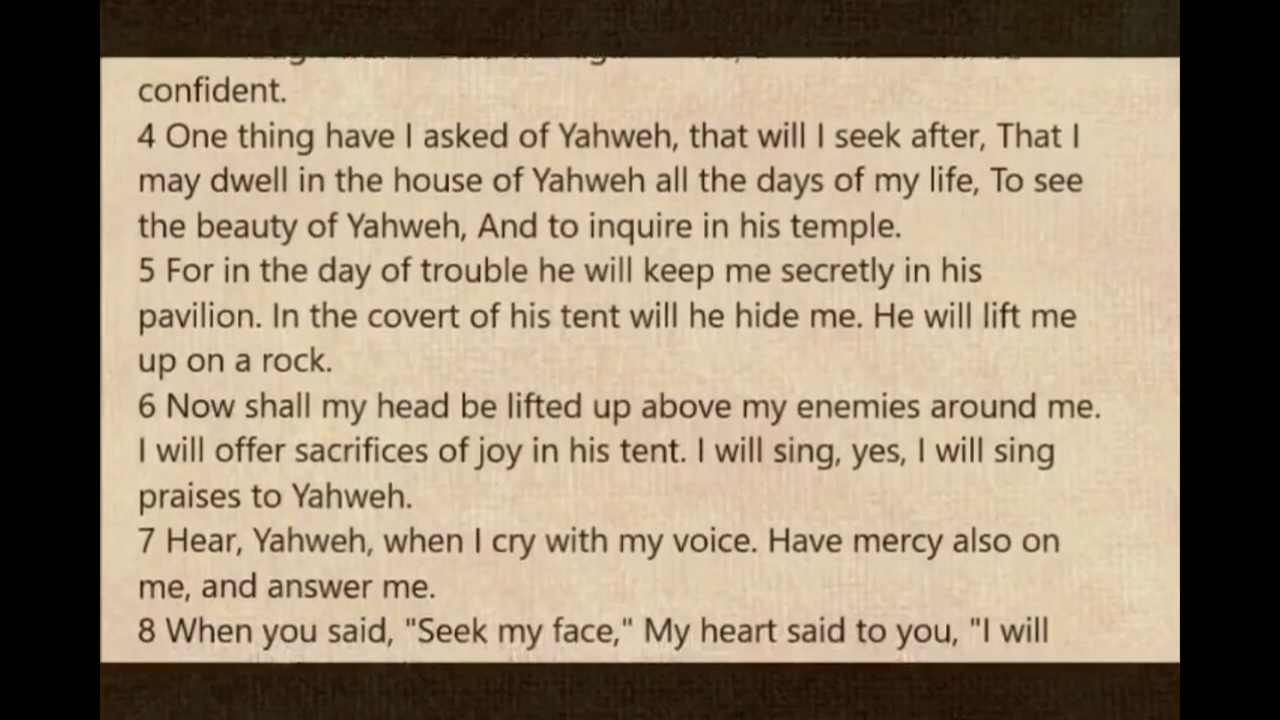 confident.
4 One thing have I asked of Yahweh, that will I seek after, That I
may dwell in the house of Yahweh all the days of my life, To see
the beauty of Yahweh, And to inquire in his temple.
5 For in the day of trouble he will keep me secretly in his
pavilion. In the covert of his tent will he hide me. He will lift me
up on a rock.
6 Now shall my head be lifted up above my enemies around me.
I will offer sacrifices of joy in his tent. I will sing, yes, I will sing
praises to Yahweh.
7 Hear, Yahweh, when I cry with my voice. Have mercy also on
me, and answer me.
8 When you said, "Seek my face," My heart said to you, "I will